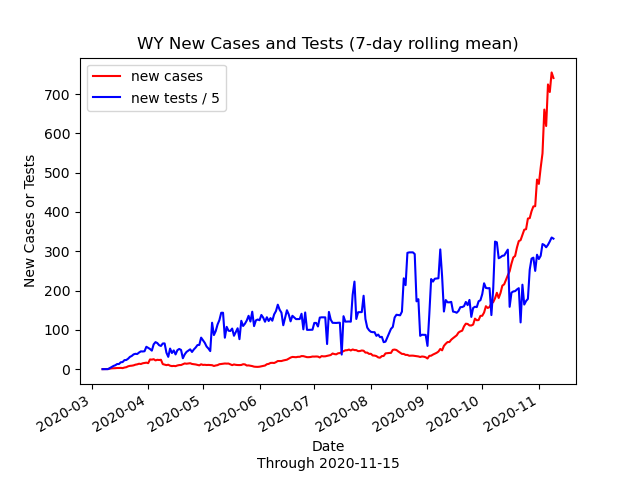 WY New Cases and Tests (7-day rolling mean)
new cases
new tests / 5
New Cases or Tests
700
600
500
400
300
200
100
0
2020-03
2020-04
2020-05
2020-06
2020-07
2020-08
2020-09
2020-10
2020-11
Date
Through 2020-11-15